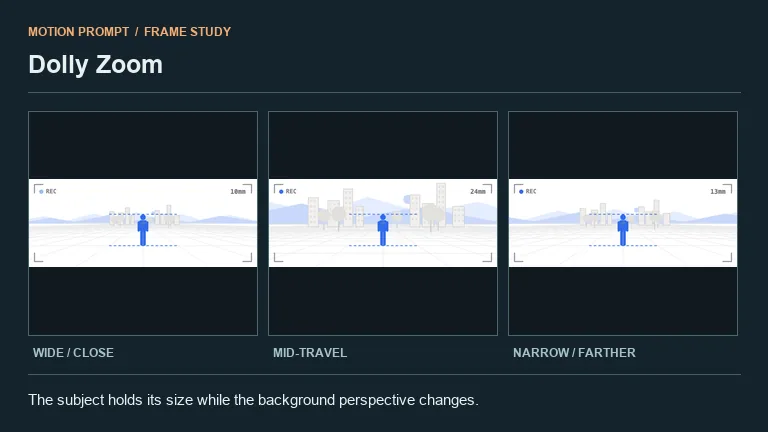 MOTION PROMPT / FRAME STUDY
Dolly Zoom
REC 10mm
REC 24mm
REC 13mm
WIDE / CLOSE
MID-TRAVEL
NARROW / FARTHER
The subject holds its size while the background perspective changes.